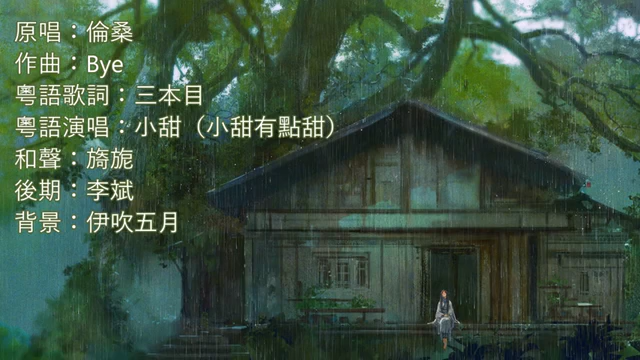 原唱：倫桑
作曲：Bye
粵語歌詞：三本目
粵語演唱：小甜（小甜有點甜）
和聲：旖旎
後期：李斌
背景：伊吹五月